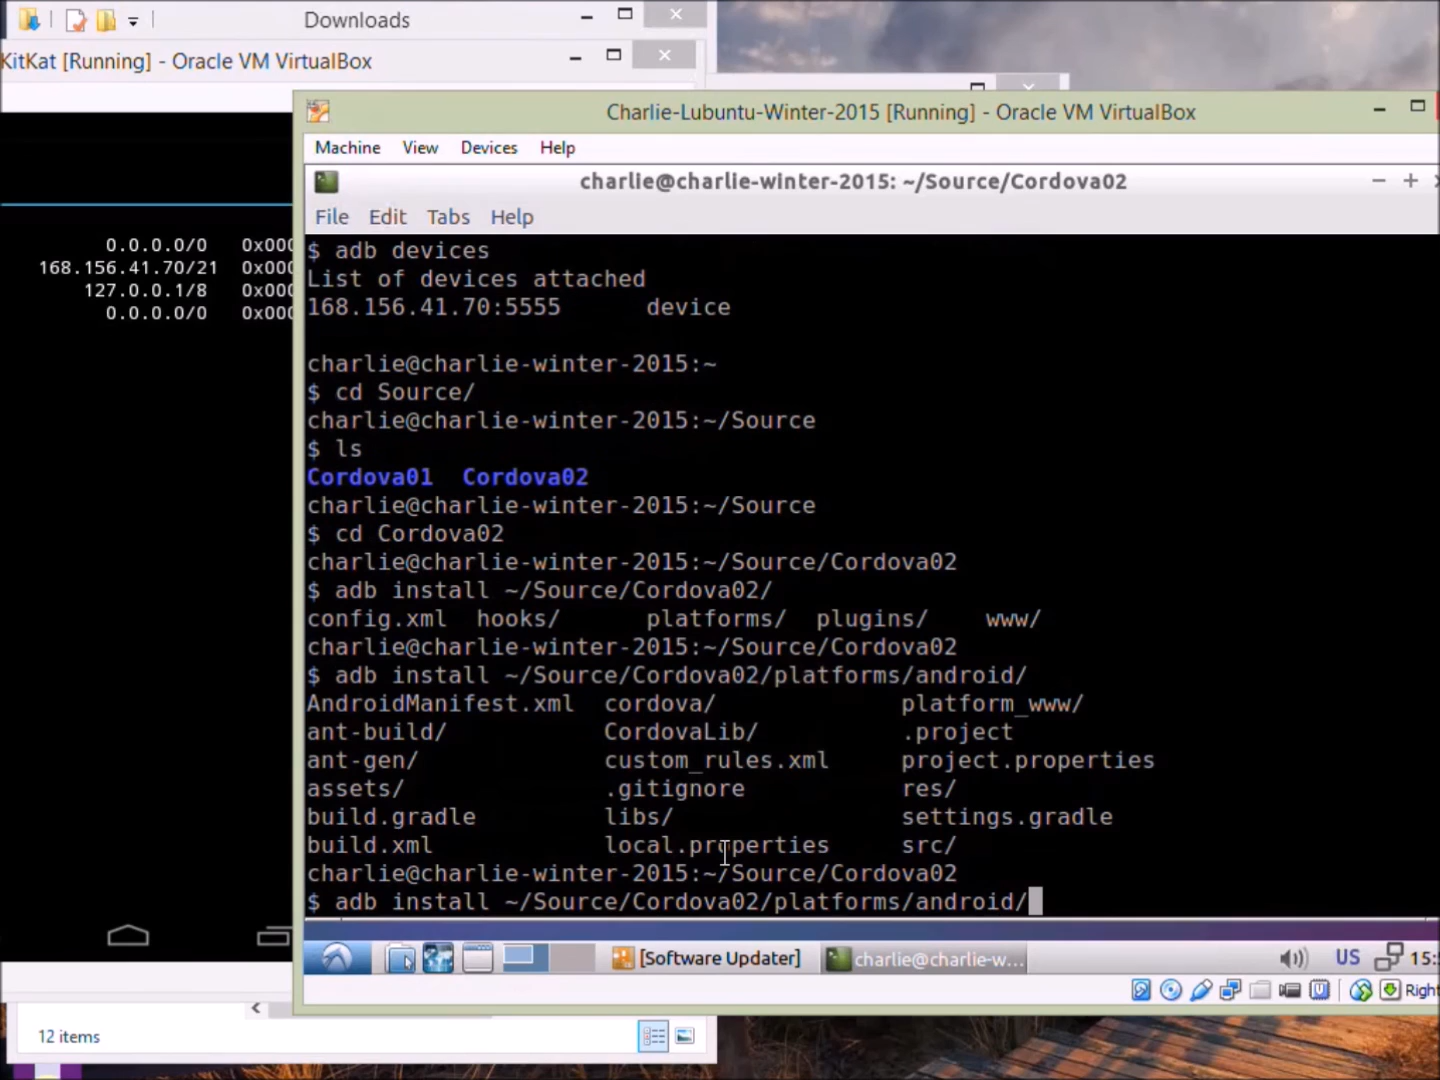 Downloads
KitKat [Running] - Oracle VM VirtualBox
Charlie-Lubuntu-Winter-2015 [Running] - Oracle VM VirtualBox
Machine View Devices Help
charlie@charlie-winter-2015: ~/Source/Cordova02
File Edit Tabs Help
0.0.0.0/0 0x000
168.156.41.70/21 0x000
127.0.0.1/8 0x000
0.0.0.0/0 0x000
$ adb devices
List of devices attached
168.156.41.70:5555 device
charlie@charlie-winter-2015:~
$ cd Source/
charlie@charlie-winter-2015:~/Source
$ ls
Cordova01 Cordova02
charlie@charlie-winter-2015:~/Source
$ cd Cordova02
charlie@charlie-winter-2015:~/Source/Cordova02
$ adb install ~/Source/Cordova02/
config.xml hooks/ platforms/ plugins/ www/
charlie@charlie-winter-2015:~/Source/Cordova02
$ adb install ~/Source/Cordova02/platforms/android/
AndroidManifest.xml cordova/ platform_www/
ant-build/ CordovaLib/ .project
ant-gen/ custom_rules.xml project.properties
assets/ .gitignore res/
build.gradle libs/ settings.gradle
build.xml local.properties src/
charlie@charlie-winter-2015:~/Source/Cordova02
$ adb install ~/Source/Cordova02/platforms/android/
[Software Updater] charlie@charlie-w... US 15:
Right
12 items